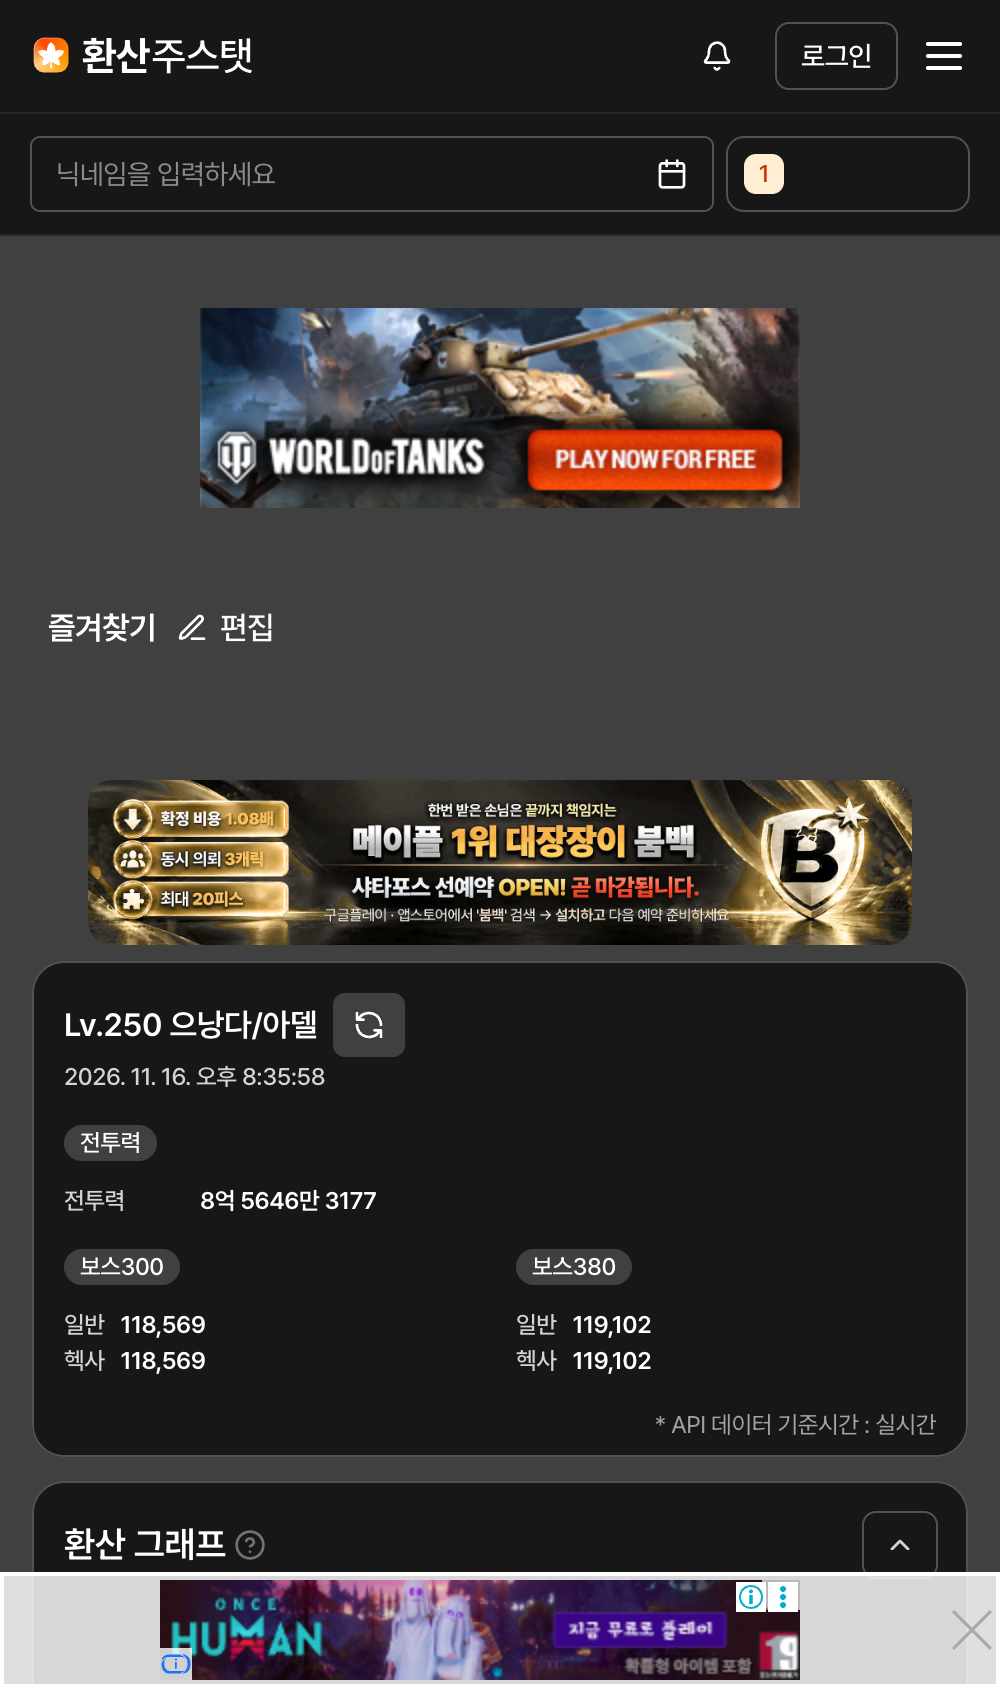 환산주스탯
로그인
닉네임을 입력하세요
1
WORLD OF TANKS
PLAY NOW FOR FREE
즐겨찾기 편집
확정 비용 1.08배
동시 의뢰 3캐릭
최대 20피스
한번 받은 손님은 끝까지 책임지는
메이플 1위 대장장이 붐백
샤타포스 선예약 OPEN! 곧 마감됩니다.
구글플레이 · 앱스토어에서 '붐백' 검색 → 설치하고 다음 예약 준비하세요
B
Lv.250 으낭다/아델
2026. 11. 16. 오후 8:35:58
전투력
전투력 8억 5646만 3177
보스300
일반 118,569
헥사 118,569
보스380
일반 119,102
헥사 119,102
* API 데이터 기준시간 : 실시간
환산 그래프 ?
ONCE
HUMAN
지금 무료로 플레이
확률형 아이템 포함
19